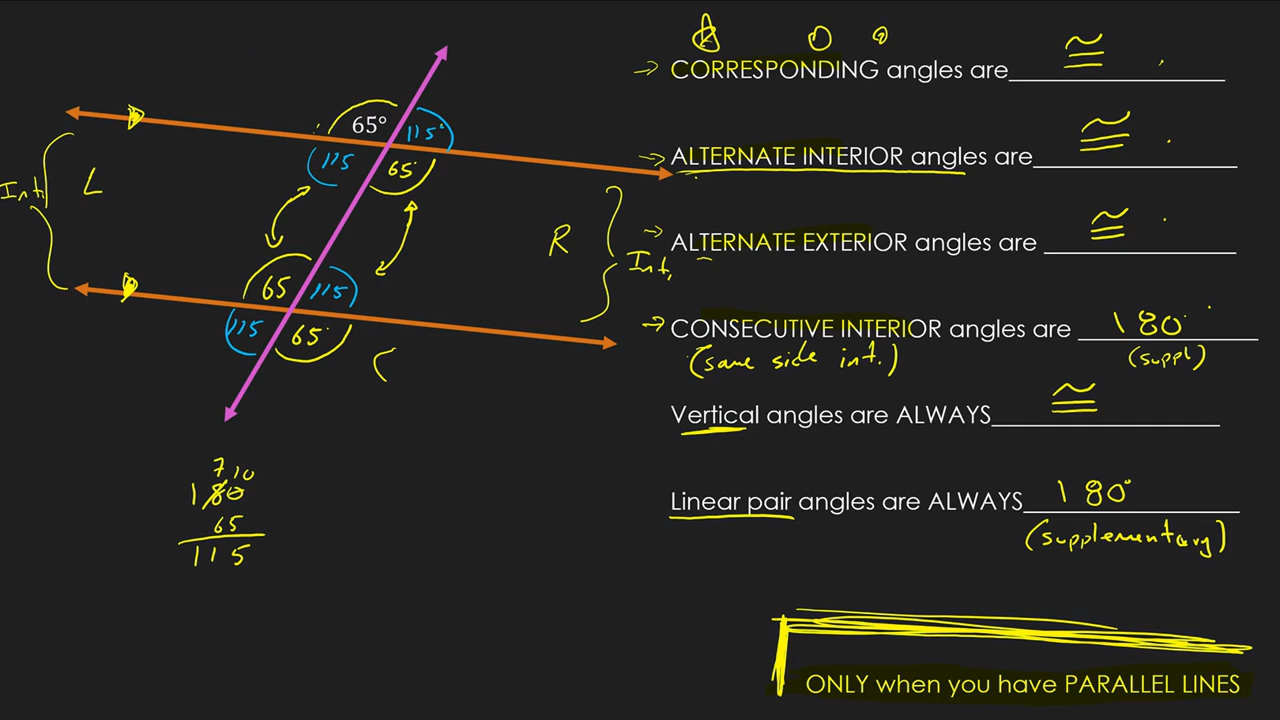 65°
115°
115
65°
Int.
L
R
Int.
65
115
115
65°
7 10
180
65
115
CORRESPONDING angles are ≅
ALTERNATE INTERIOR angles are ≅
ALTERNATE EXTERIOR angles are ≅
CONSECUTIVE INTERIOR angles are 180°
(same side int.) (suppl)
Vertical angles are ALWAYS ≅
Linear pair angles are ALWAYS 180°
(supplementary)
ONLY when you have PARALLEL LINES